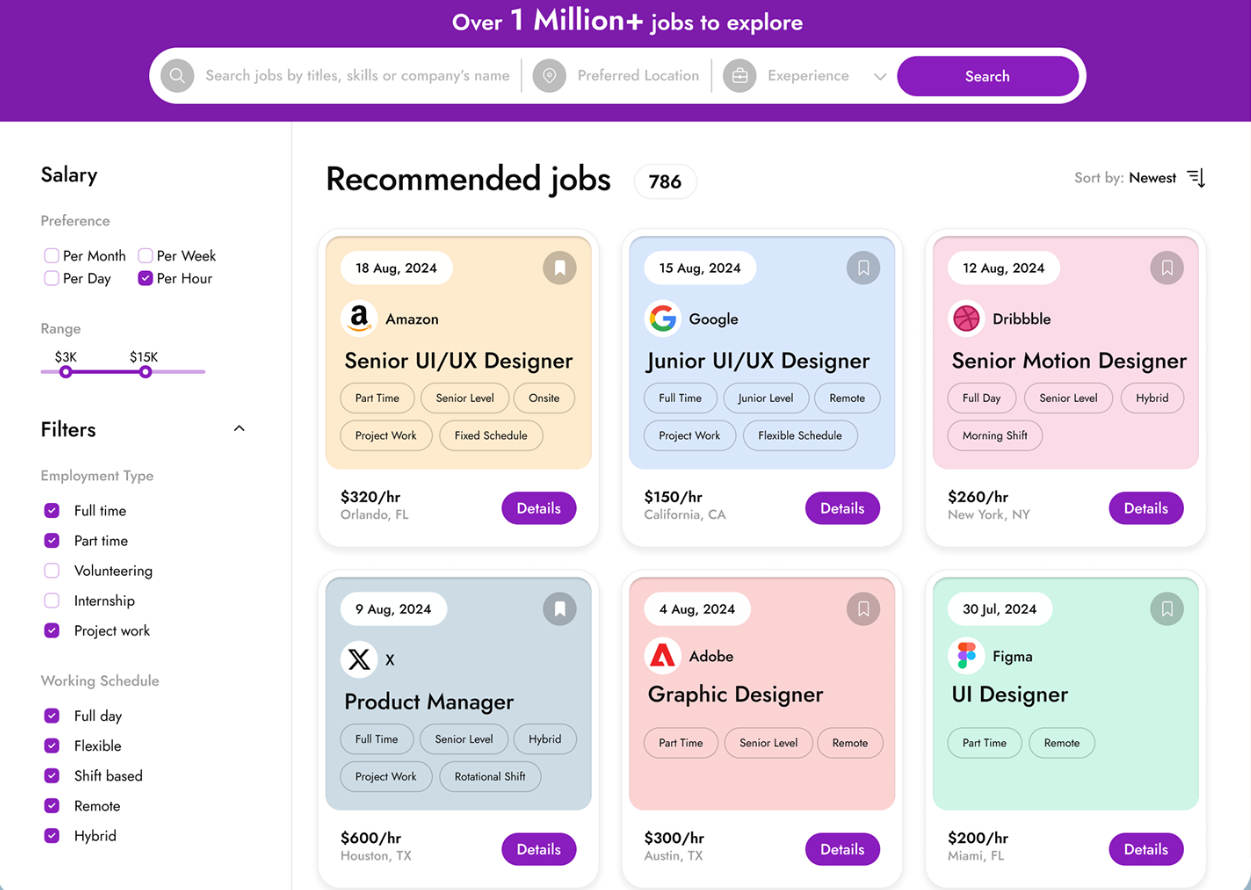 Over 1 Million+ jobs to explore
Search jobs by titles, skills or company's name
Preferred Location
Exeperience
Search
Salary
Preference
Per Month
Per Week
Per Day
Per Hour
Range
$3K
$15K
Filters
Employment Type
Full time
Part time
Volunteering
Internship
Project work
Working Schedule
Full day
Flexible
Shift based
Remote
Hybrid
Recommended jobs
786
Sort by: Newest
18 Aug, 2024
a
Amazon
Senior UI/UX Designer
Part Time
Senior Level
Onsite
Project Work
Fixed Schedule
$320/hr
Orlando, FL
Details
15 Aug, 2024
G
Google
Junior UI/UX Designer
Full Time
Junior Level
Remote
Project Work
Flexible Schedule
$150/hr
California, CA
Details
12 Aug, 2024
Dribbble
Senior Motion Designer
Full Day
Senior Level
Hybrid
Morning Shift
$260/hr
New York, NY
Details
9 Aug, 2024
X
X
Product Manager
Full Time
Senior Level
Hybrid
Project Work
Rotational Shift
$600/hr
Houston, TX
Details
4 Aug, 2024
Adobe
Graphic Designer
Part Time
Senior Level
Remote
$300/hr
Austin, TX
Details
30 Jul, 2024
Figma
UI Designer
Part Time
Remote
$200/hr
Miami, FL
Details